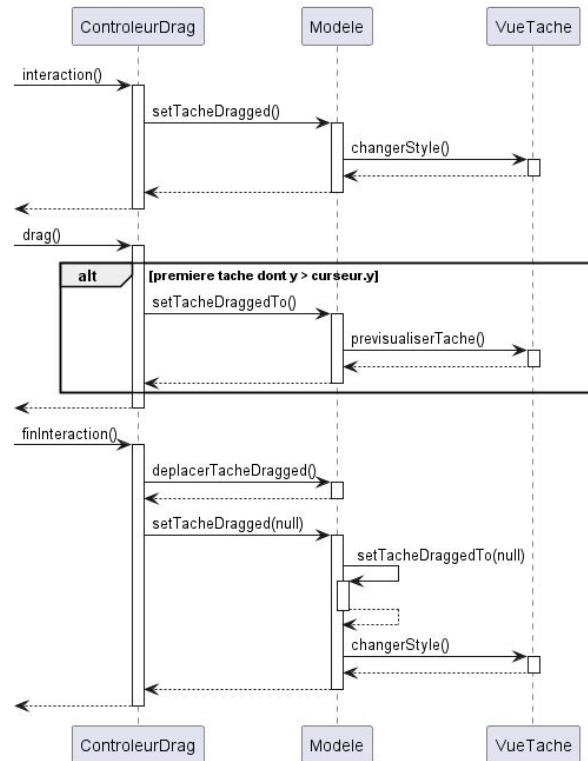 ControleurDrag Modele VueTache
interaction()
setTacheDragged()
changerStyle()
drag()
alt [premiere tache dont y > curseur.y]
setTacheDraggedTo()
previsualiserTache()
finInteraction()
deplacerTacheDragged()
setTacheDragged(null)
setTacheDraggedTo(null)
changerStyle()
ControleurDrag Modele VueTache